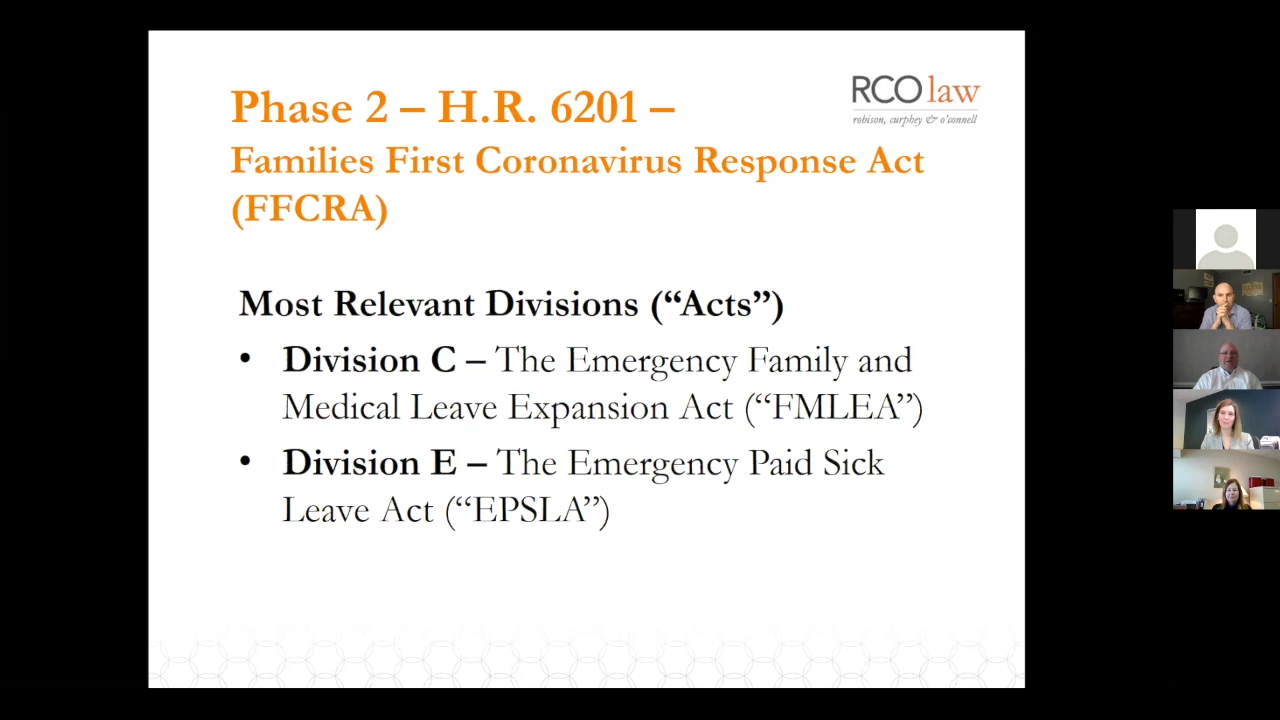 RCO law
robison, curphey & o'connell
Phase 2 – H.R. 6201 –
Families First Coronavirus Response Act
(FFCRA)
Most Relevant Divisions (“Acts”)
• Division C – The Emergency Family and
Medical Leave Expansion Act (“FMLEA”)
• Division E – The Emergency Paid Sick
Leave Act (“EPSLA”)